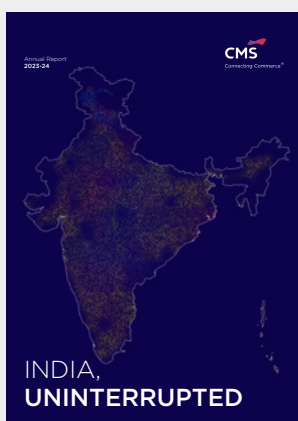 Annual Report
2023-24
CMS
Connecting Commerce®
INDIA,
UNINTERRUPTED